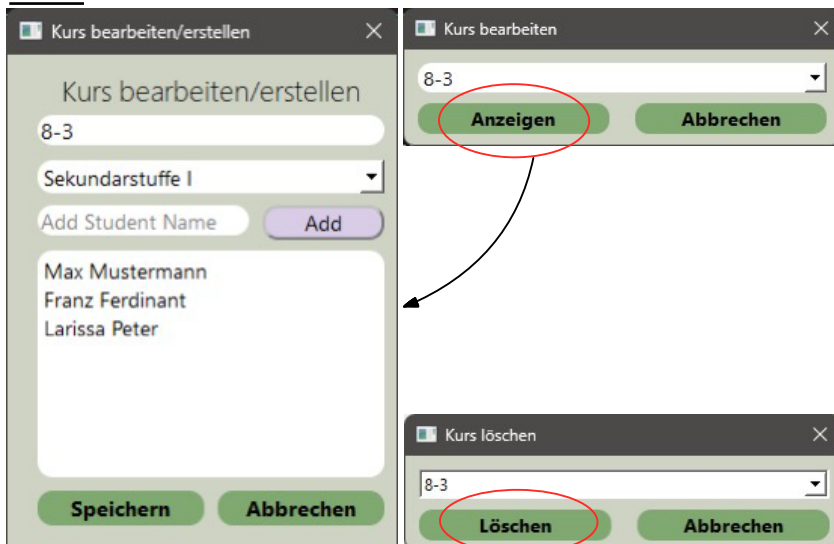 Kurs bearbeiten/erstellen
Kurs bearbeiten/erstellen
8-3
Sekundarstuffe I
Add Student Name Add
Max Mustermann
Franz Ferdinant
Larissa Peter
Speichern Abbrechen
Kurs bearbeiten
8-3
Anzeigen Abbrechen
Kurs löschen
8-3
Löschen Abbrechen